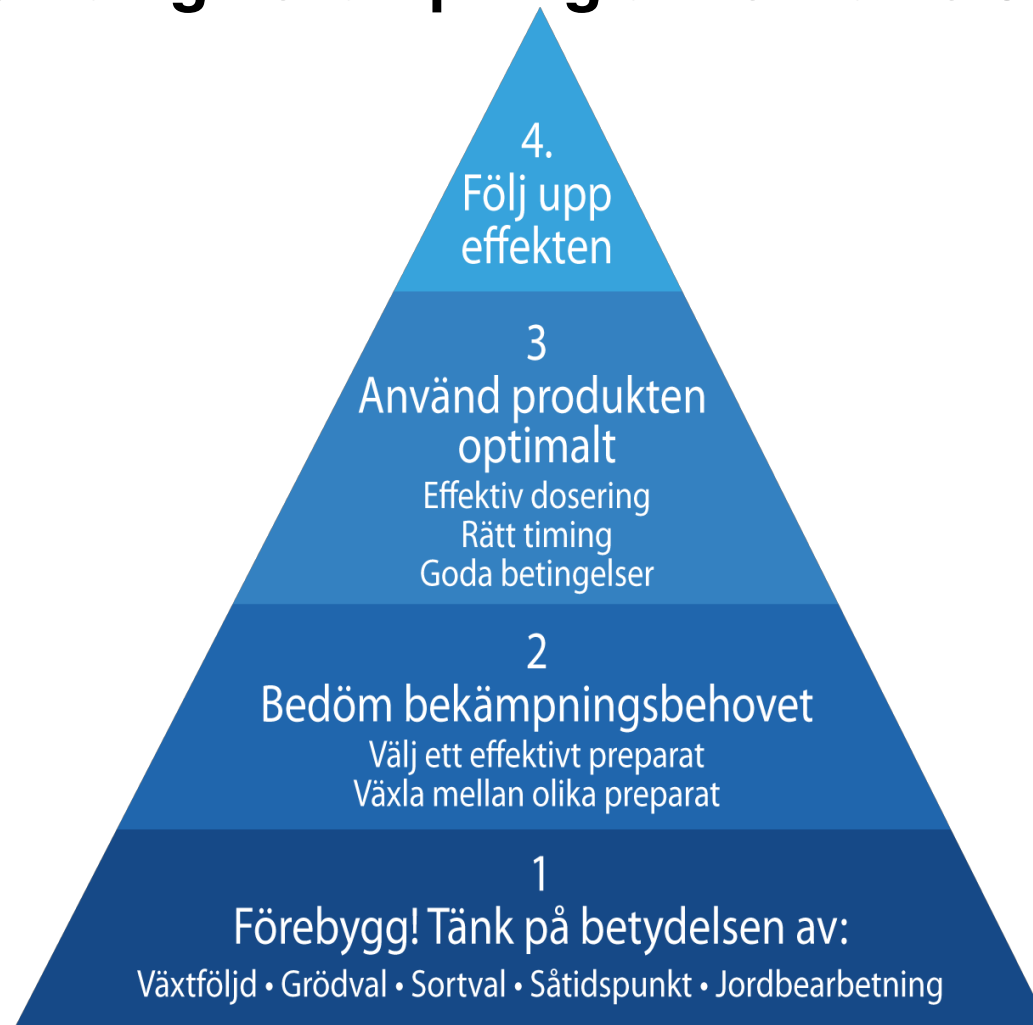 4.
Följ upp
effekten
3
Använd produkten
optimalt
Effektiv dosering
Rätt timing
Goda betingelser
2
Bedöm bekämpningsbehovet
Välj ett effektivt preparat
Växla mellan olika preparat
1
Förebygg! Tänk på betydelsen av:
Växtföljd • Grödval • Sortval • Såtidspunkt • Jordbearbetning